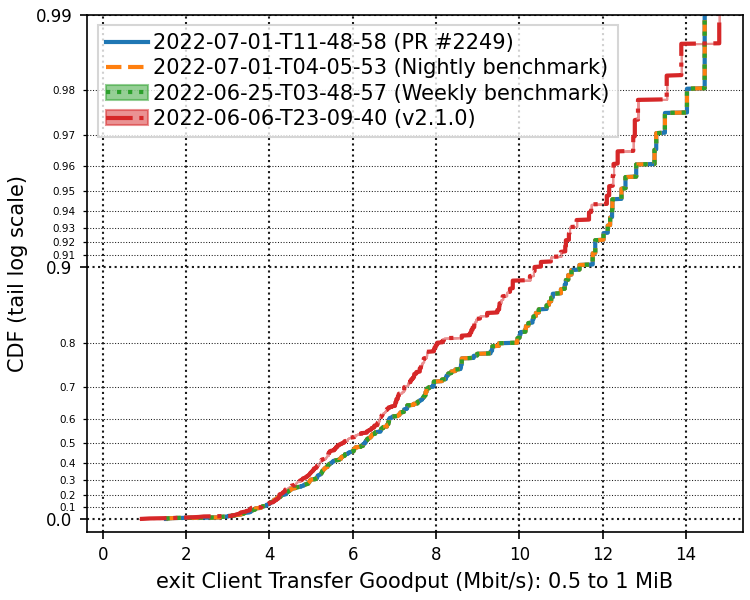 2022-07-01-T11-48-58 (PR #2249)
2022-07-01-T04-05-53 (Nightly benchmark)
2022-06-25-T03-48-57 (Weekly benchmark)
2022-06-06-T23-09-40 (v2.1.0)
CDF (tail log scale)
0.99
0.98
0.97
0.96
0.95
0.94
0.93
0.92
0.91
0.9
0.8
0.7
0.6
0.5
0.4
0.3
0.2
0.1
0.0
0 2 4 6 8 10 12 14
exit Client Transfer Goodput (Mbit/s): 0.5 to 1 MiB